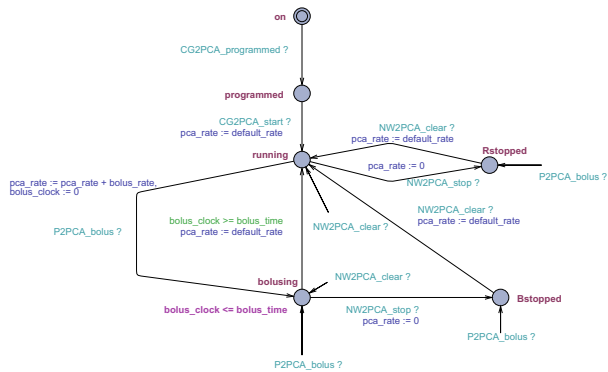 on
CG2PCA_programmed ?
programmed
CG2PCA_start ?
pca_rate := default_rate
NW2PCA_clear ?
pca_rate := default_rate
Rstopped
running
pca_rate := 0
NW2PCA_stop ?
P2PCA_bolus ?
pca_rate := pca_rate + bolus_rate,
bolus_clock := 0
NW2PCA_clear ?
pca_rate := default_rate
bolus_clock >= bolus_time
pca_rate := default_rate
NW2PCA_clear ?
P2PCA_bolus ?
bolusing
NW2PCA_clear ?
Bstopped
bolus_clock <= bolus_time
NW2PCA_stop ?
pca_rate := 0
P2PCA_bolus ?
P2PCA_bolus ?